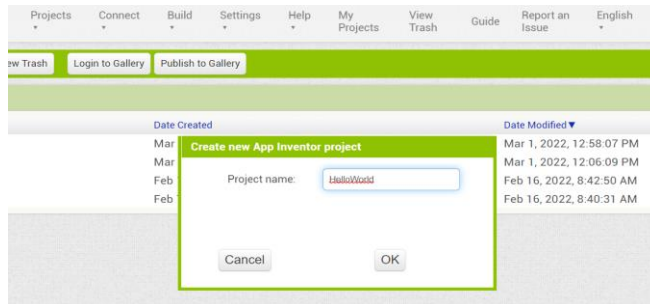 Projects Connect Build Settings Help My Projects View Trash Guide Report an Issue English
ew Trash Login to Gallery Publish to Gallery
Date Created Date Modified ▼
Mar Mar 1, 2022, 12:58:07 PM
Mar Mar 1, 2022, 12:06:09 PM
Feb Feb 16, 2022, 8:42:50 AM
Feb Feb 16, 2022, 8:40:31 AM
Create new App Inventor project
Project name: HelloWorld
Cancel OK